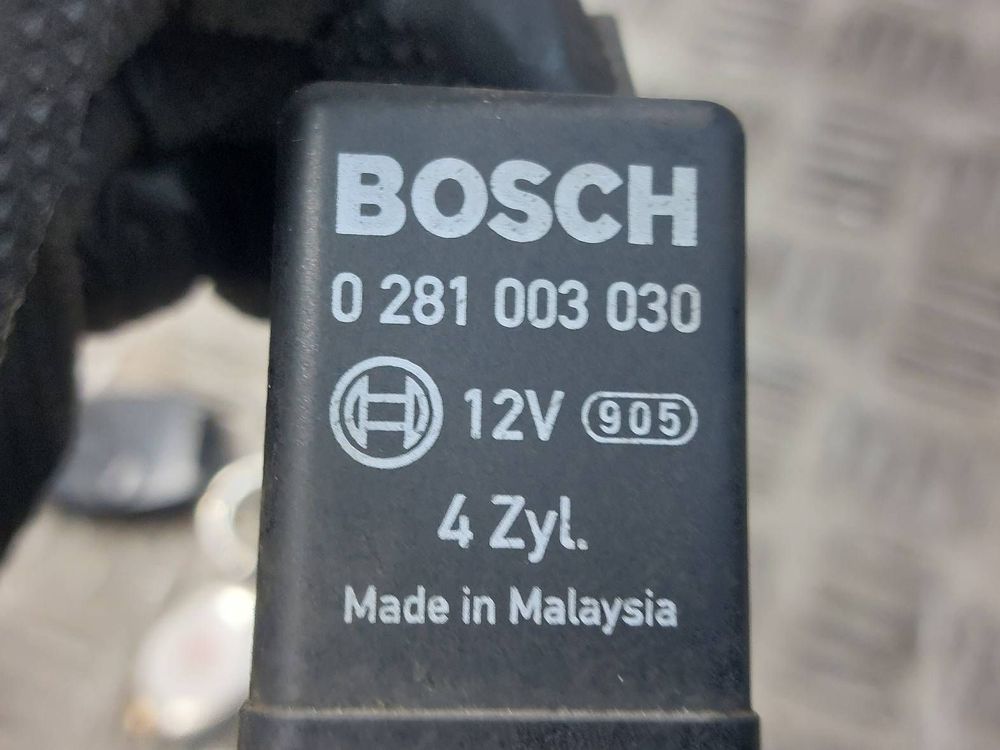 BOSCH
0 281 003 030
12V 905
4 Zyl.
Made in Malaysia